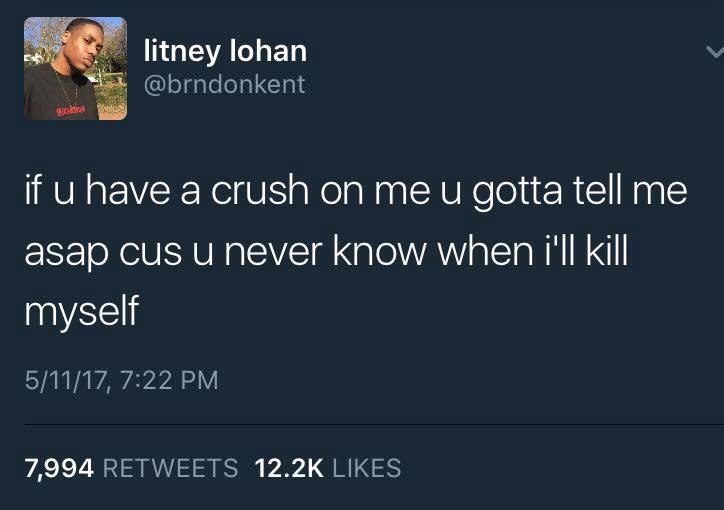 litney lohan
@brndonkent
if u have a crush on me u gotta tell me
asap cus u never know when i'll kill
myself
5/11/17, 7:22 PM
7,994 RETWEETS 12.2K LIKES